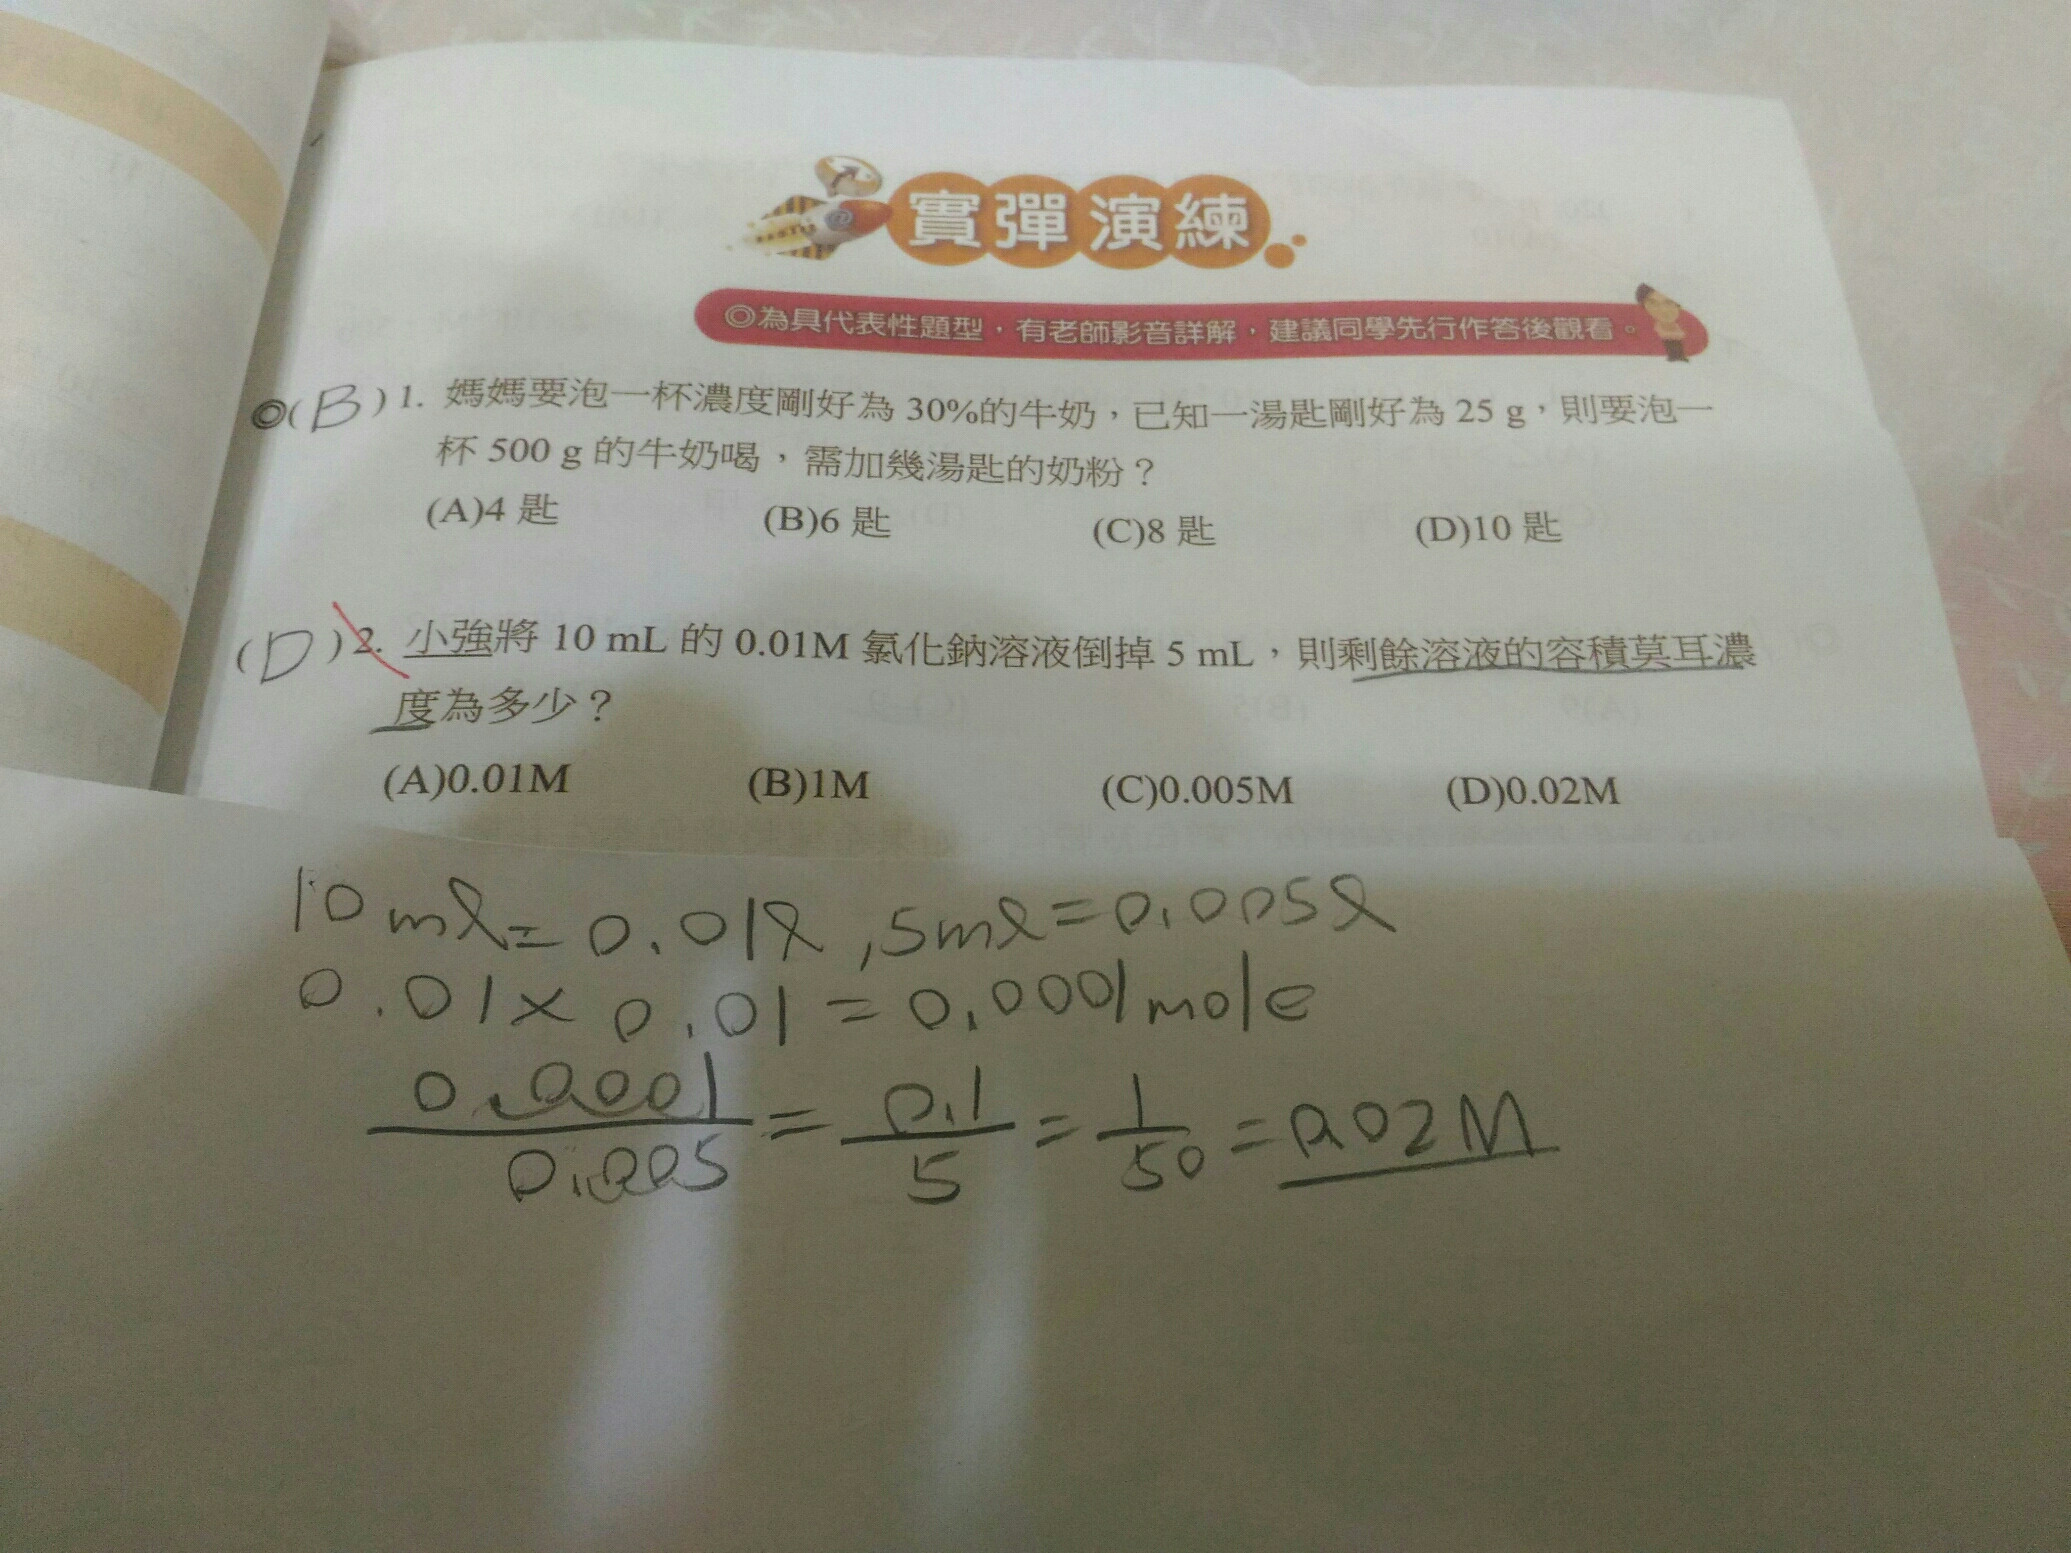 實彈演練
◎為具代表性題型，有老師影音詳解，建議同學先行作答後觀看。
◎(B)1. 媽媽要泡一杯濃度剛好為 30%的牛奶，已知一湯匙剛好為 25 g，則要泡一
杯 500 g 的牛奶喝，需加幾湯匙的奶粉？
(A)4 匙 (B)6 匙 (C)8 匙 (D)10 匙
(D)2. 小強將 10 mL 的 0.01M 氯化鈉溶液倒掉 5 mL，則剩餘溶液的容積莫耳濃
度為多少？
(A)0.01M (B)1M (C)0.005M (D)0.02M
10mℓ=0.01ℓ,5mℓ=0.005ℓ
0.01×0.01=0.0001mole
0.0001/0.005=0.1/5=1/50=0.02M